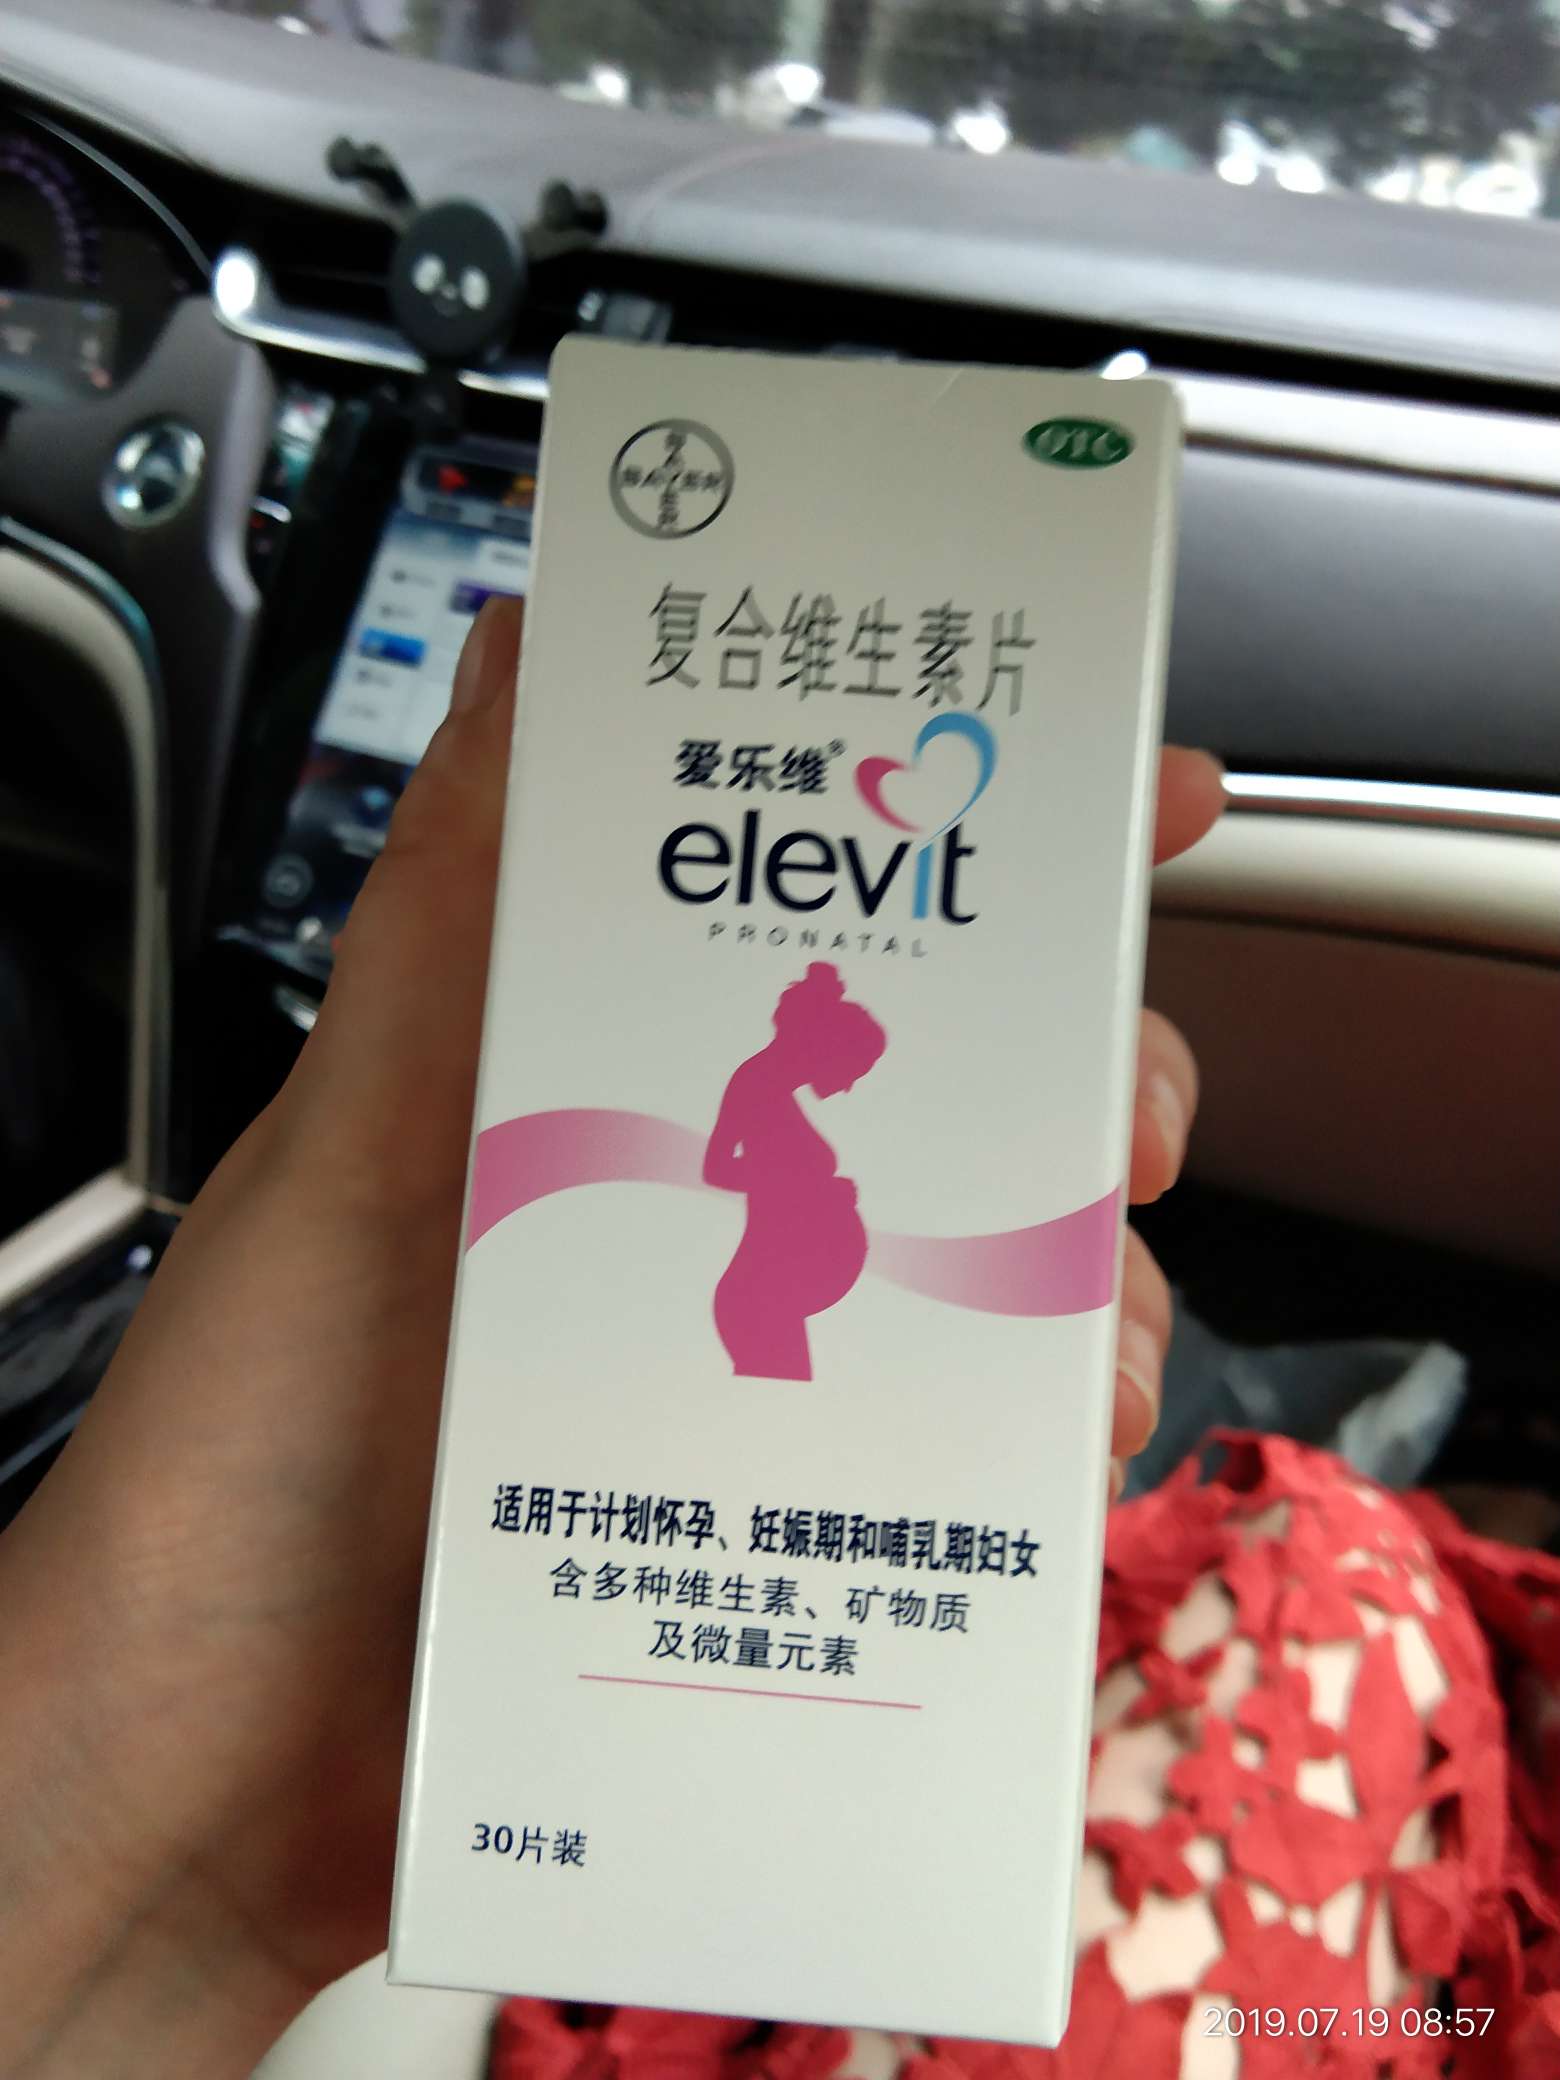 OTC
复合维生素片
爱乐维®
elevit
PRONATAL
适用于计划怀孕、妊娠期和哺乳期妇女
含多种维生素、矿物质
及微量元素
30片装
2019.07.19 08:57